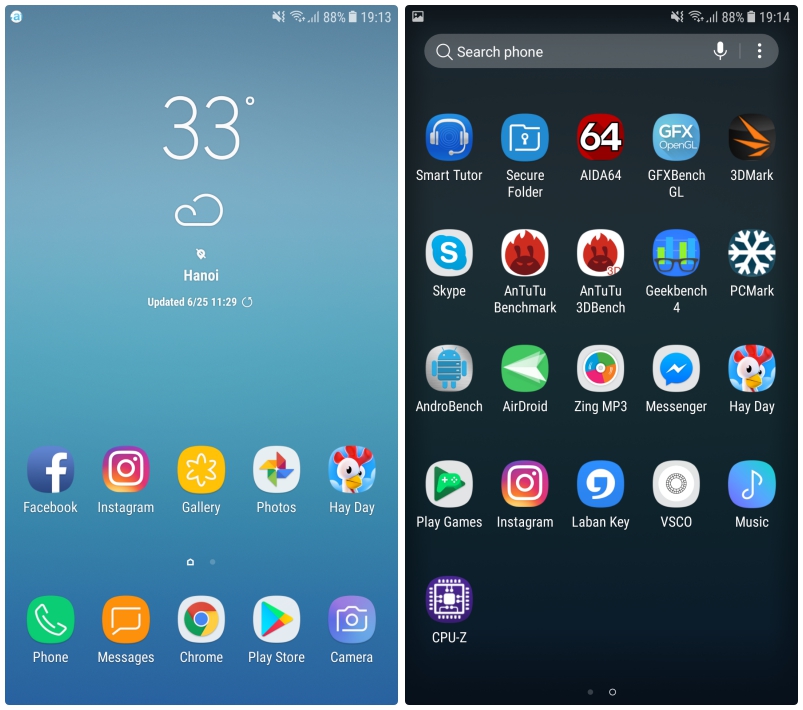 88% 19:13
33°
Hanoi
Updated 6/25 11:29
Facebook
Instagram
Gallery
Photos
Hay Day
Phone
Messages
Chrome
Play Store
Camera
88% 19:14
Search phone
64
GFX
OpenGL
Smart Tutor
Secure
Folder
AIDA64
GFXBench
GL
3DMark
3D
Skype
AnTuTu
Benchmark
AnTuTu
3DBench
Geekbench
4
PCMark
AndroBench
AirDroid
Zing MP3
Messenger
Hay Day
Play Games
Instagram
Laban Key
VSCO
Music
CPU-Z